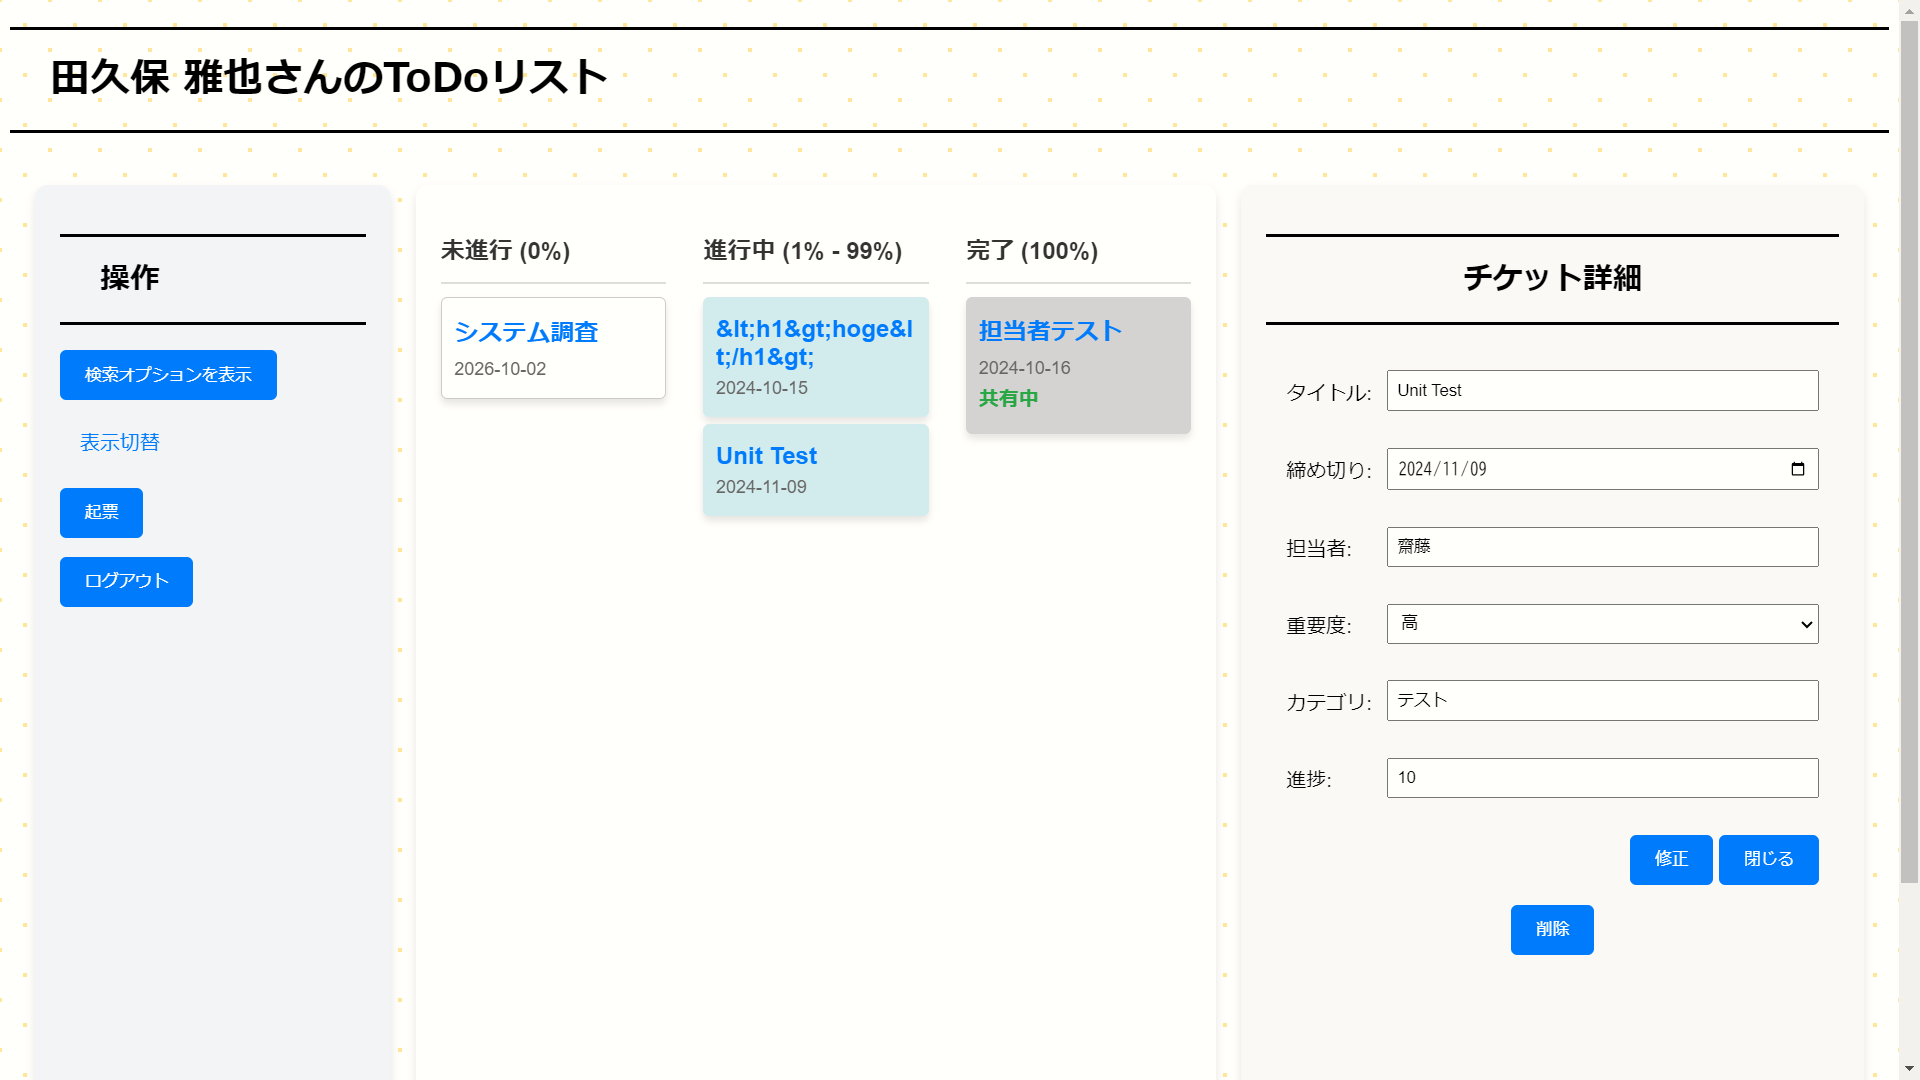 田久保 雅也さんのToDoリスト
操作
検索オプションを表示
表示切替
起票
ログアウト
未進行 (0%)
システム調査
2026-10-02
進行中 (1% - 99%)
&lt;h1&gt;hoge&l
t;/h1&gt;
2024-10-15
Unit Test
2024-11-09
完了 (100%)
担当者テスト
2024-10-16
共有中
チケット詳細
タイトル: Unit Test
締め切り: 2024/11/09
担当者: 齋藤
重要度: 高
カテゴリ: テスト
進捗: 10
修正 閉じる
削除